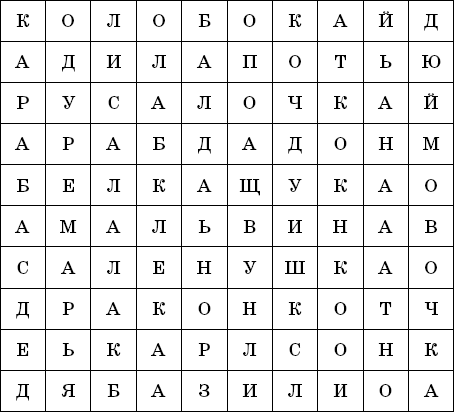 К О Л О Б О К А Й Д
А Д И Л А П О Т Ь Ю
Р У С А Л О Ч К А Й
А Р А Б Д А Д О Н М
Б Е Л К А Щ У К А О
А М А Л Ь В И Н А В
С А Л Е Н У Ш К А О
Д Р А К О Н К О Т Ч
Е Ь К А Р Л С О Н К
Д Я Б А З И Л И О А